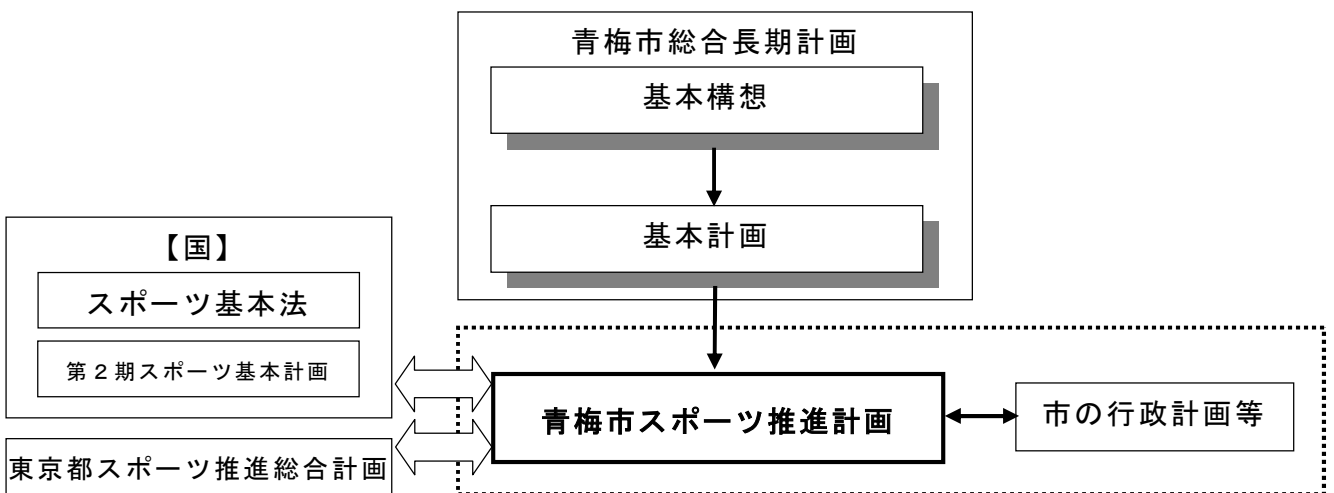 青梅市総合長期計画
基本構想
基本計画
【国】
スポーツ基本法
第２期スポーツ基本計画
東京都スポーツ推進総合計画
青梅市スポーツ推進計画
市の行政計画等